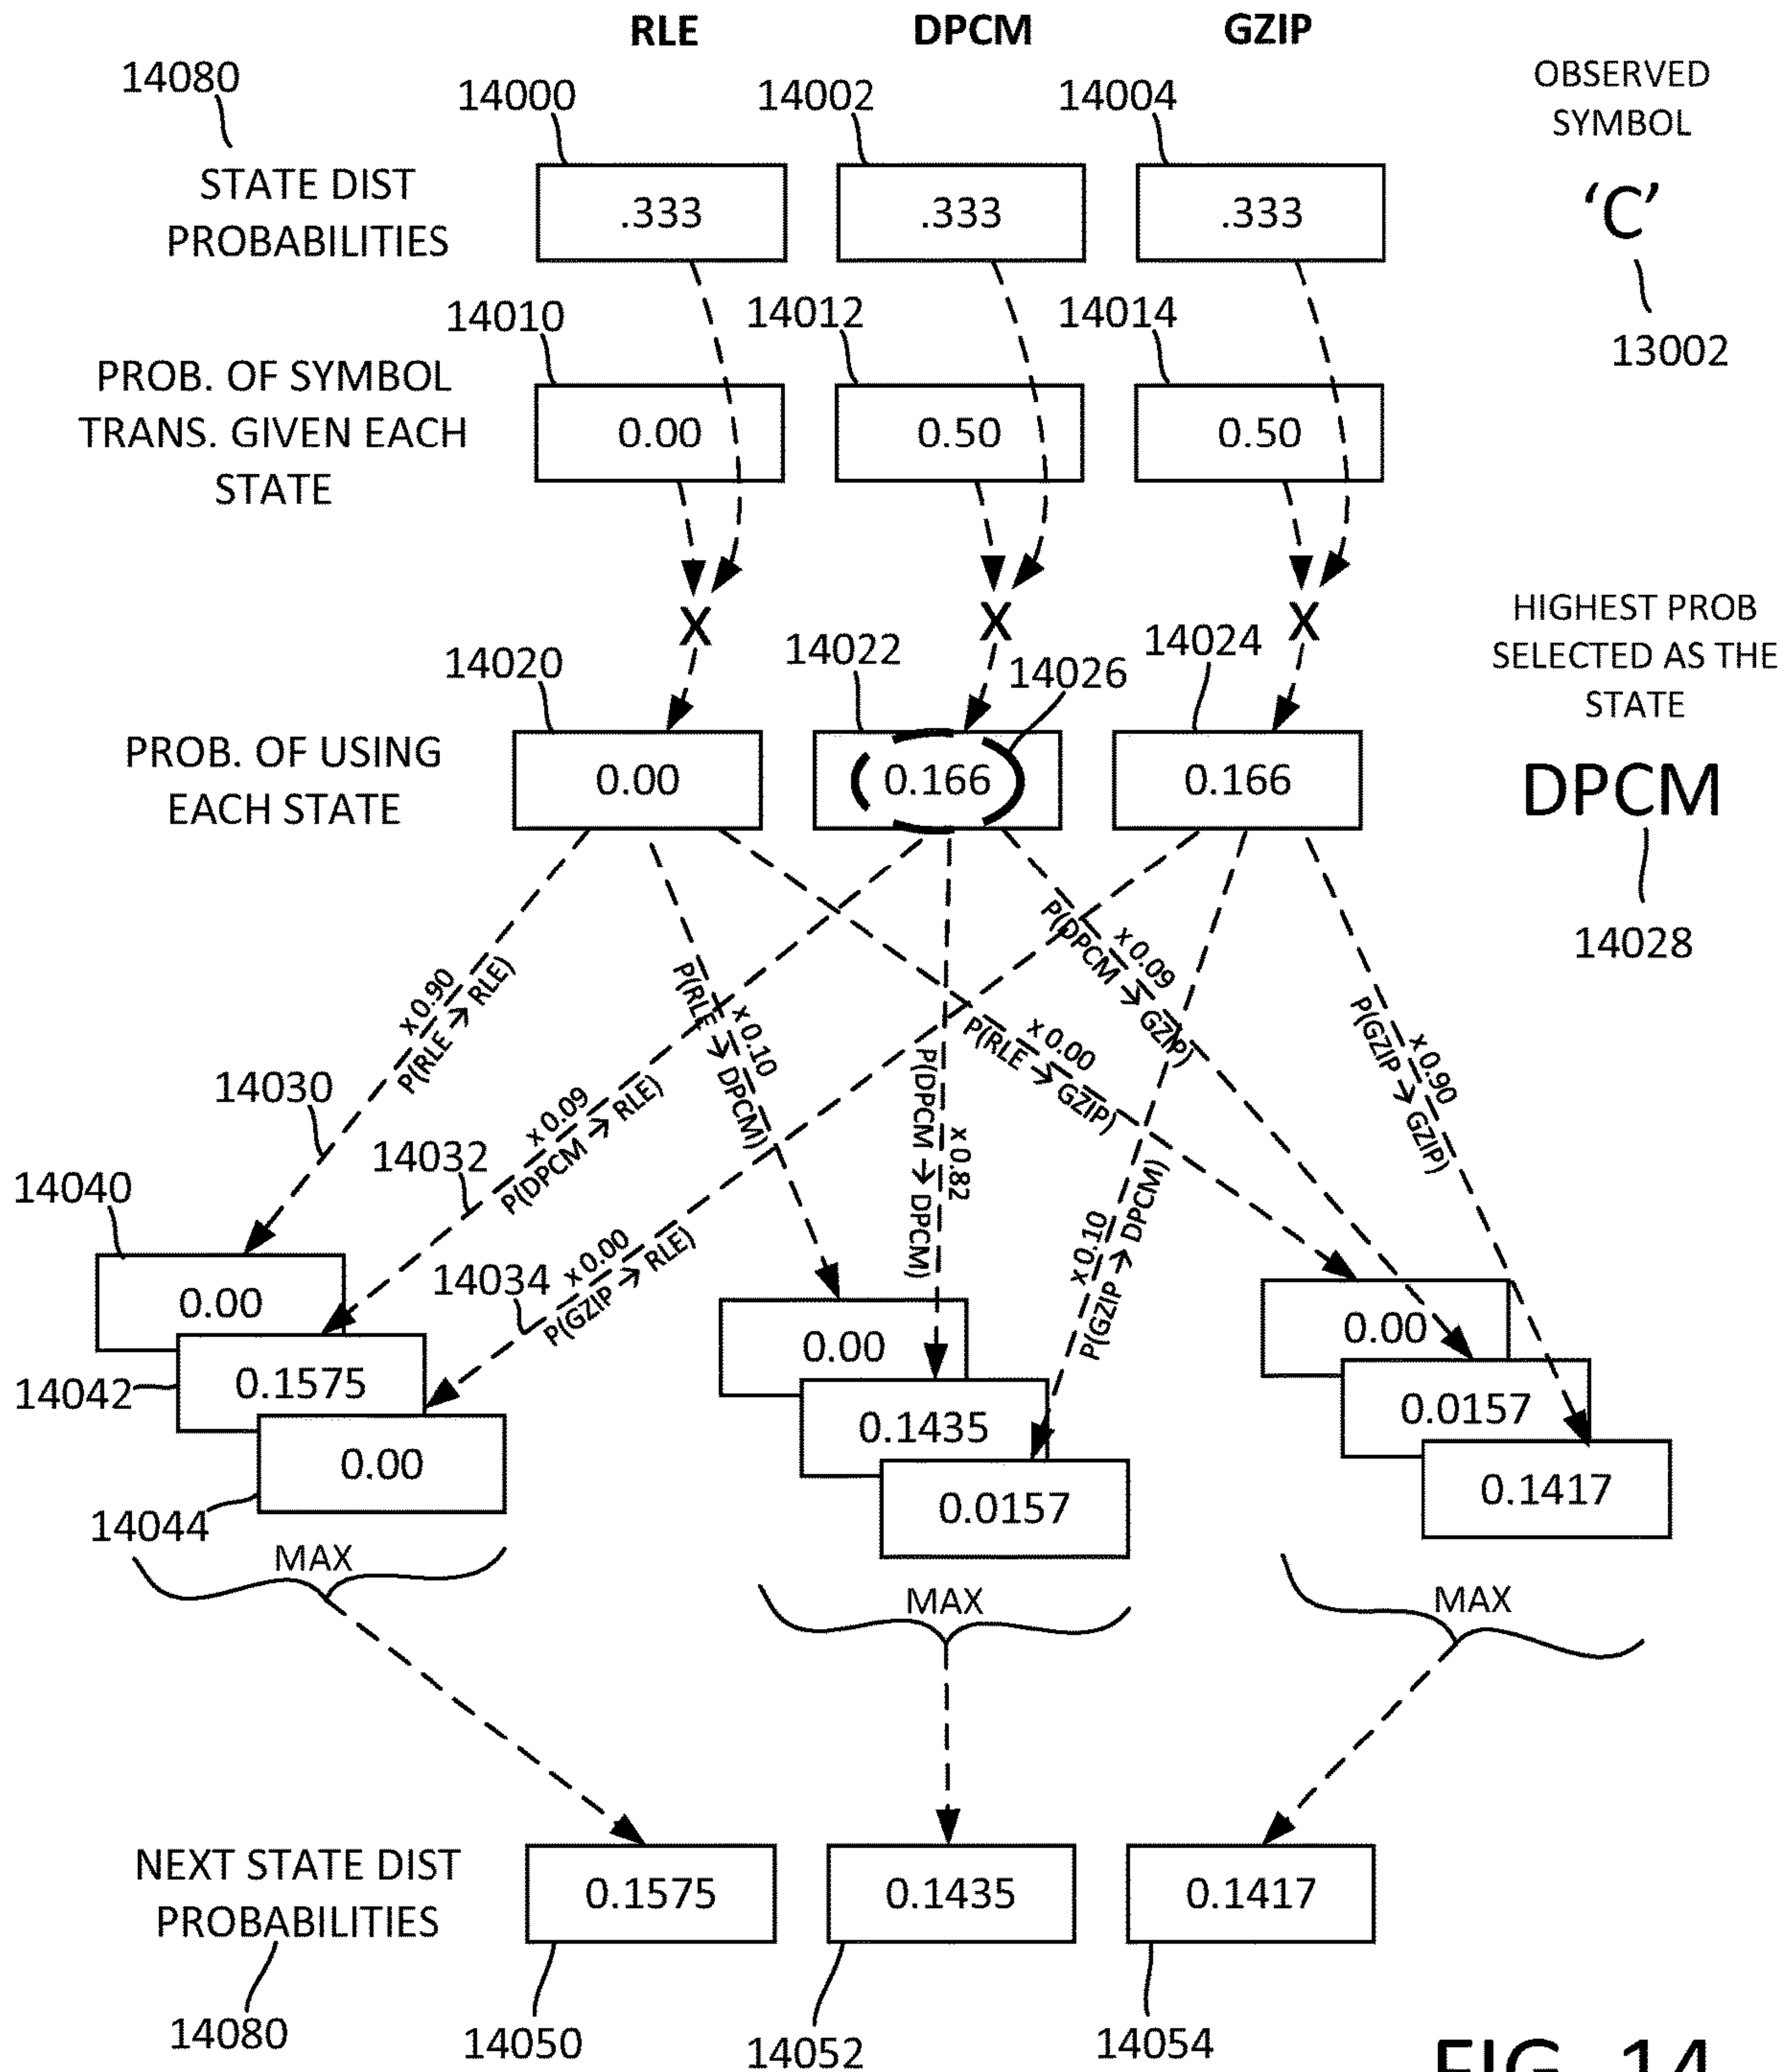 RLE DPCM GZIP
14080 14000 14002 14004 OBSERVED
SYMBOL
STATE DIST
PROBABILITIES
.333 .333 .333 ‘C’
13002
14010 14012 14014
PROB. OF SYMBOL
TRANS. GIVEN EACH
STATE
0.00 0.50 0.50
X X X
HIGHEST PROB
SELECTED AS THE
STATE
14020 14022 14026 14024
PROB. OF USING
EACH STATE
0.00 0.166 0.166
DPCM
14028
x 0.90
P(RLE → RLE)
x 0.09
P(DPCM → RLE)
x 0.00
P(GZIP → RLE)
x 0.10
P(RLE → DPCM)
x 0.82
P(DPCM → DPCM)
x 0.10
P(GZIP → DPCM)
x 0.00
P(RLE → GZIP)
x 0.09
P(DPCM → GZIP)
x 0.90
P(GZIP → GZIP)
14030
14032
14034
14040
14042
14044
0.00
0.1575
0.00
0.00
0.1435
0.0157
0.00
0.0157
0.1417
MAX MAX MAX
NEXT STATE DIST
PROBABILITIES
0.1575 0.1435 0.1417
14080 14050 14052 14054
FIG. 14